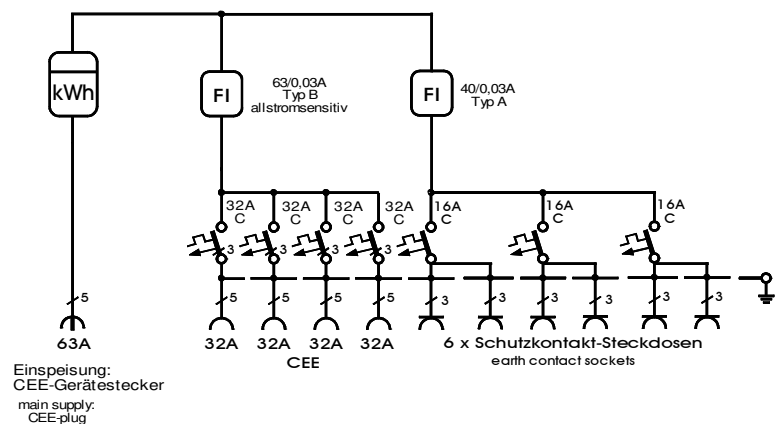 kWh
FI
63/0,03A
Typ B
allstromsensitiv
FI
40/0,03A
Typ A
32A
C
32A
C
32A
C
32A
C
16A
C
16A
C
16A
C
3
3
3
3
5
5
5
5
5
3
3
3
3
3
3
63A
32A
32A
32A
32A
CEE
6 x Schutzkontakt-Steckdosen
earth contact sockets
Einspeisung:
CEE-Gerätestecker
main supply:
CEE-plug